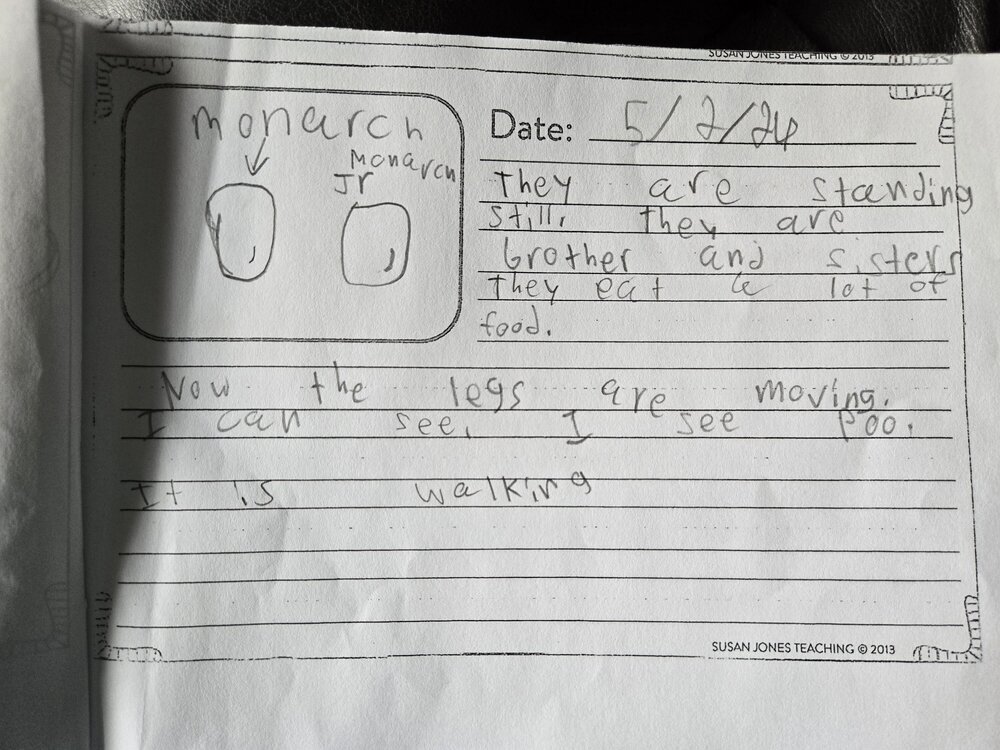 SUSAN JONES TEACHING © 2013
monarch
Monarch
Jr
Date: 5/2/24
They are standing
still. they are
brother and sisters
they eat a lot of
food.
Now the legs are moving.
I can see. I see Poo.
It is walking
SUSAN JONES TEACHING © 2013